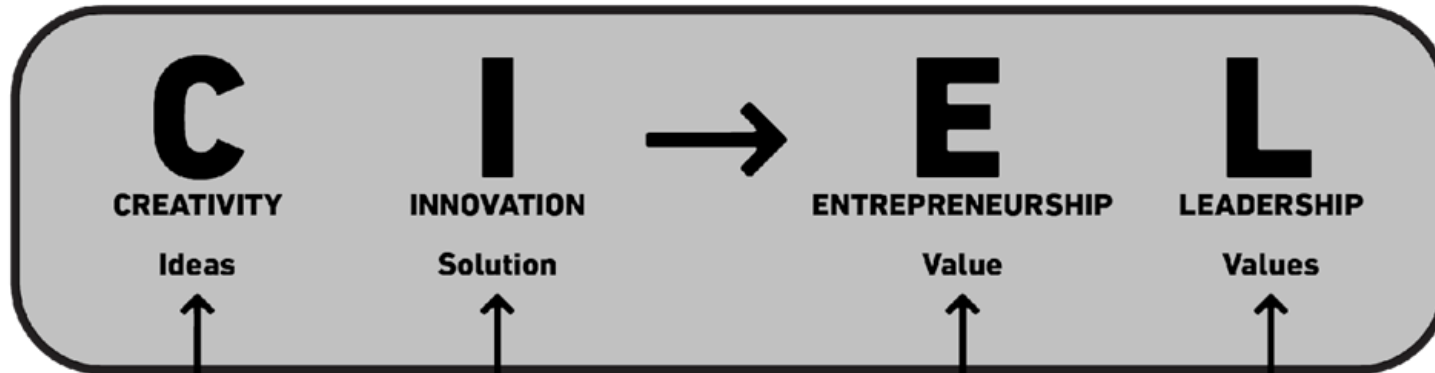 C I → E L
CREATIVITY INNOVATION ENTREPRENEURSHIP LEADERSHIP
Ideas Solution Value Values